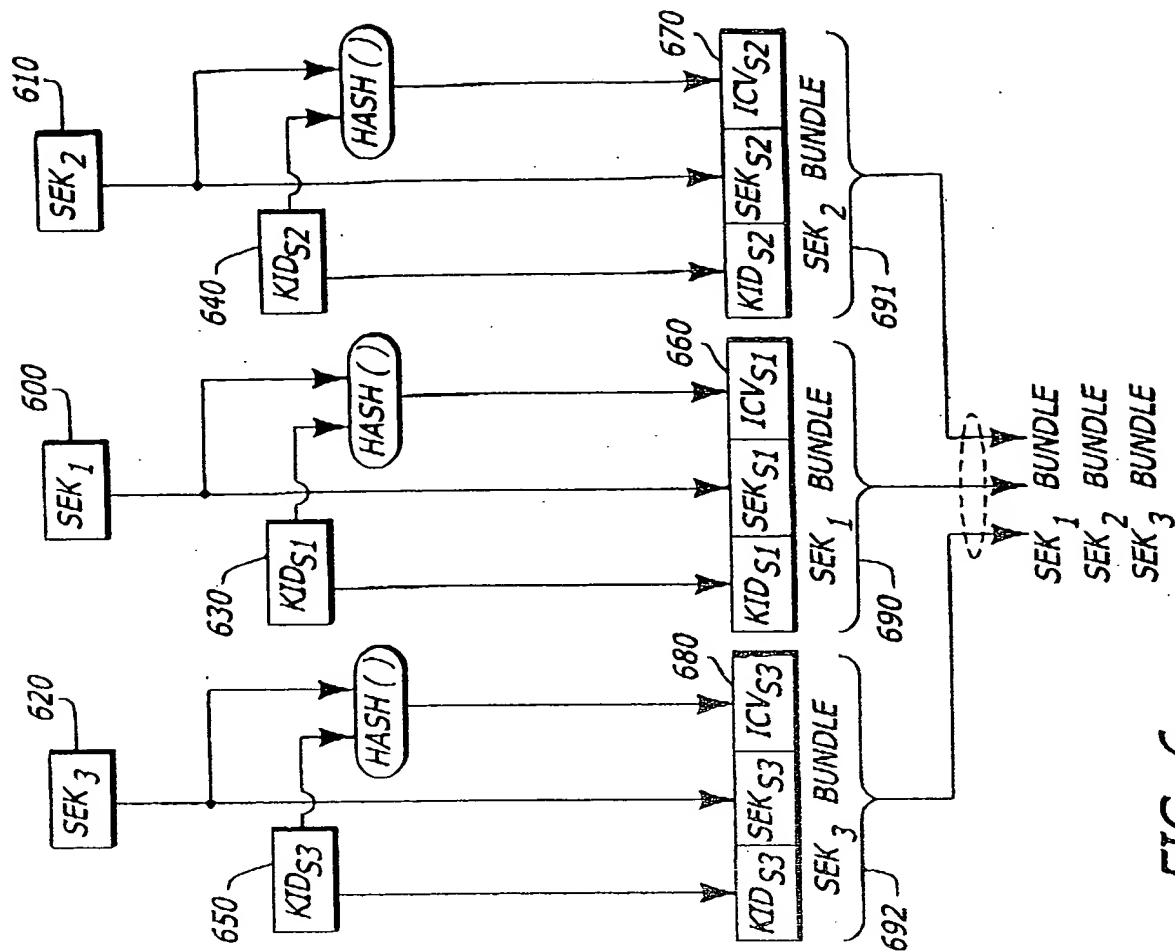 620
600
610
SEK3
SEK1
SEK2
650
630
640
KIDS3
KIDS1
KIDS2
HASH ( )
HASH ( )
HASH ( )
680
660
670
KIDS3 SEKS3 ICVS3
KIDS1 SEKS1 ICVS1
KIDS2 SEKS2 ICVS2
SEK3 BUNDLE
SEK1 BUNDLE
SEK2 BUNDLE
692
690
691
SEK1 BUNDLE
SEK2 BUNDLE
SEK3 BUNDLE
FIG.